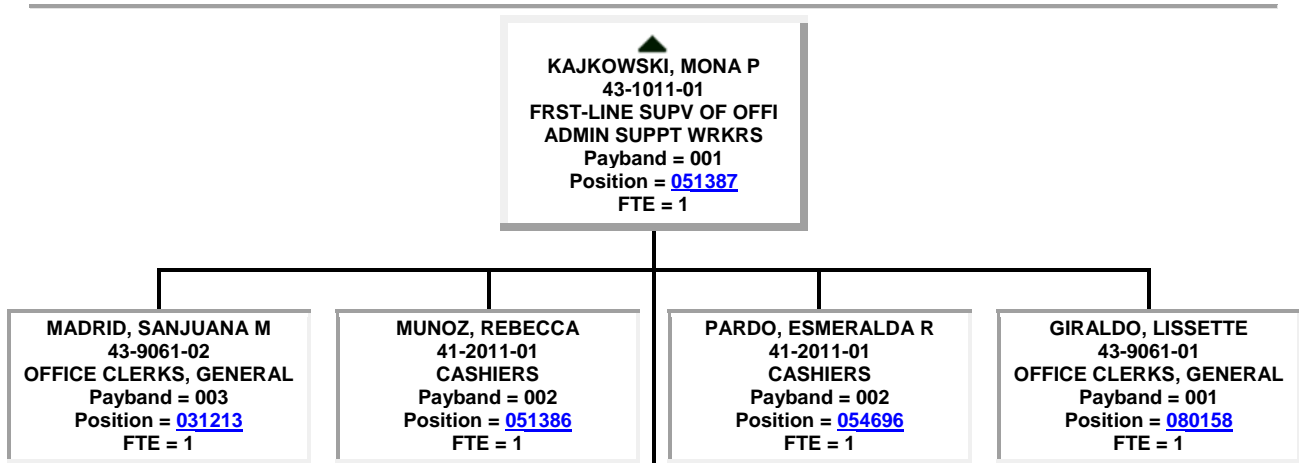 KAJKOWSKI, MONA P
43-1011-01
FRST-LINE SUPV OF OFFI
ADMIN SUPPT WRKRS
Payband = 001
Position = 051387
FTE = 1
MADRID, SANJUANA M
43-9061-02
OFFICE CLERKS, GENERAL
Payband = 003
Position = 031213
FTE = 1
MUNOZ, REBECCA
41-2011-01
CASHIERS
Payband = 002
Position = 051386
FTE = 1
PARDO, ESMERALDA R
41-2011-01
CASHIERS
Payband = 002
Position = 054696
FTE = 1
GIRALDO, LISSETTE
43-9061-01
OFFICE CLERKS, GENERAL
Payband = 001
Position = 080158
FTE = 1